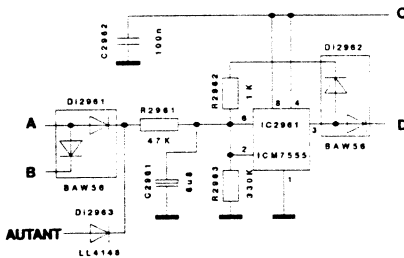 C
C2962
100n
DI2962
R2962
1K
DI2961
R2961
8
4
A
6
IC2961
3
D
47K
2
ICM7555
B
BAW56
C2961
6u8
R2963
330K
1
BAW56
DI2963
AUTANT
LL4148